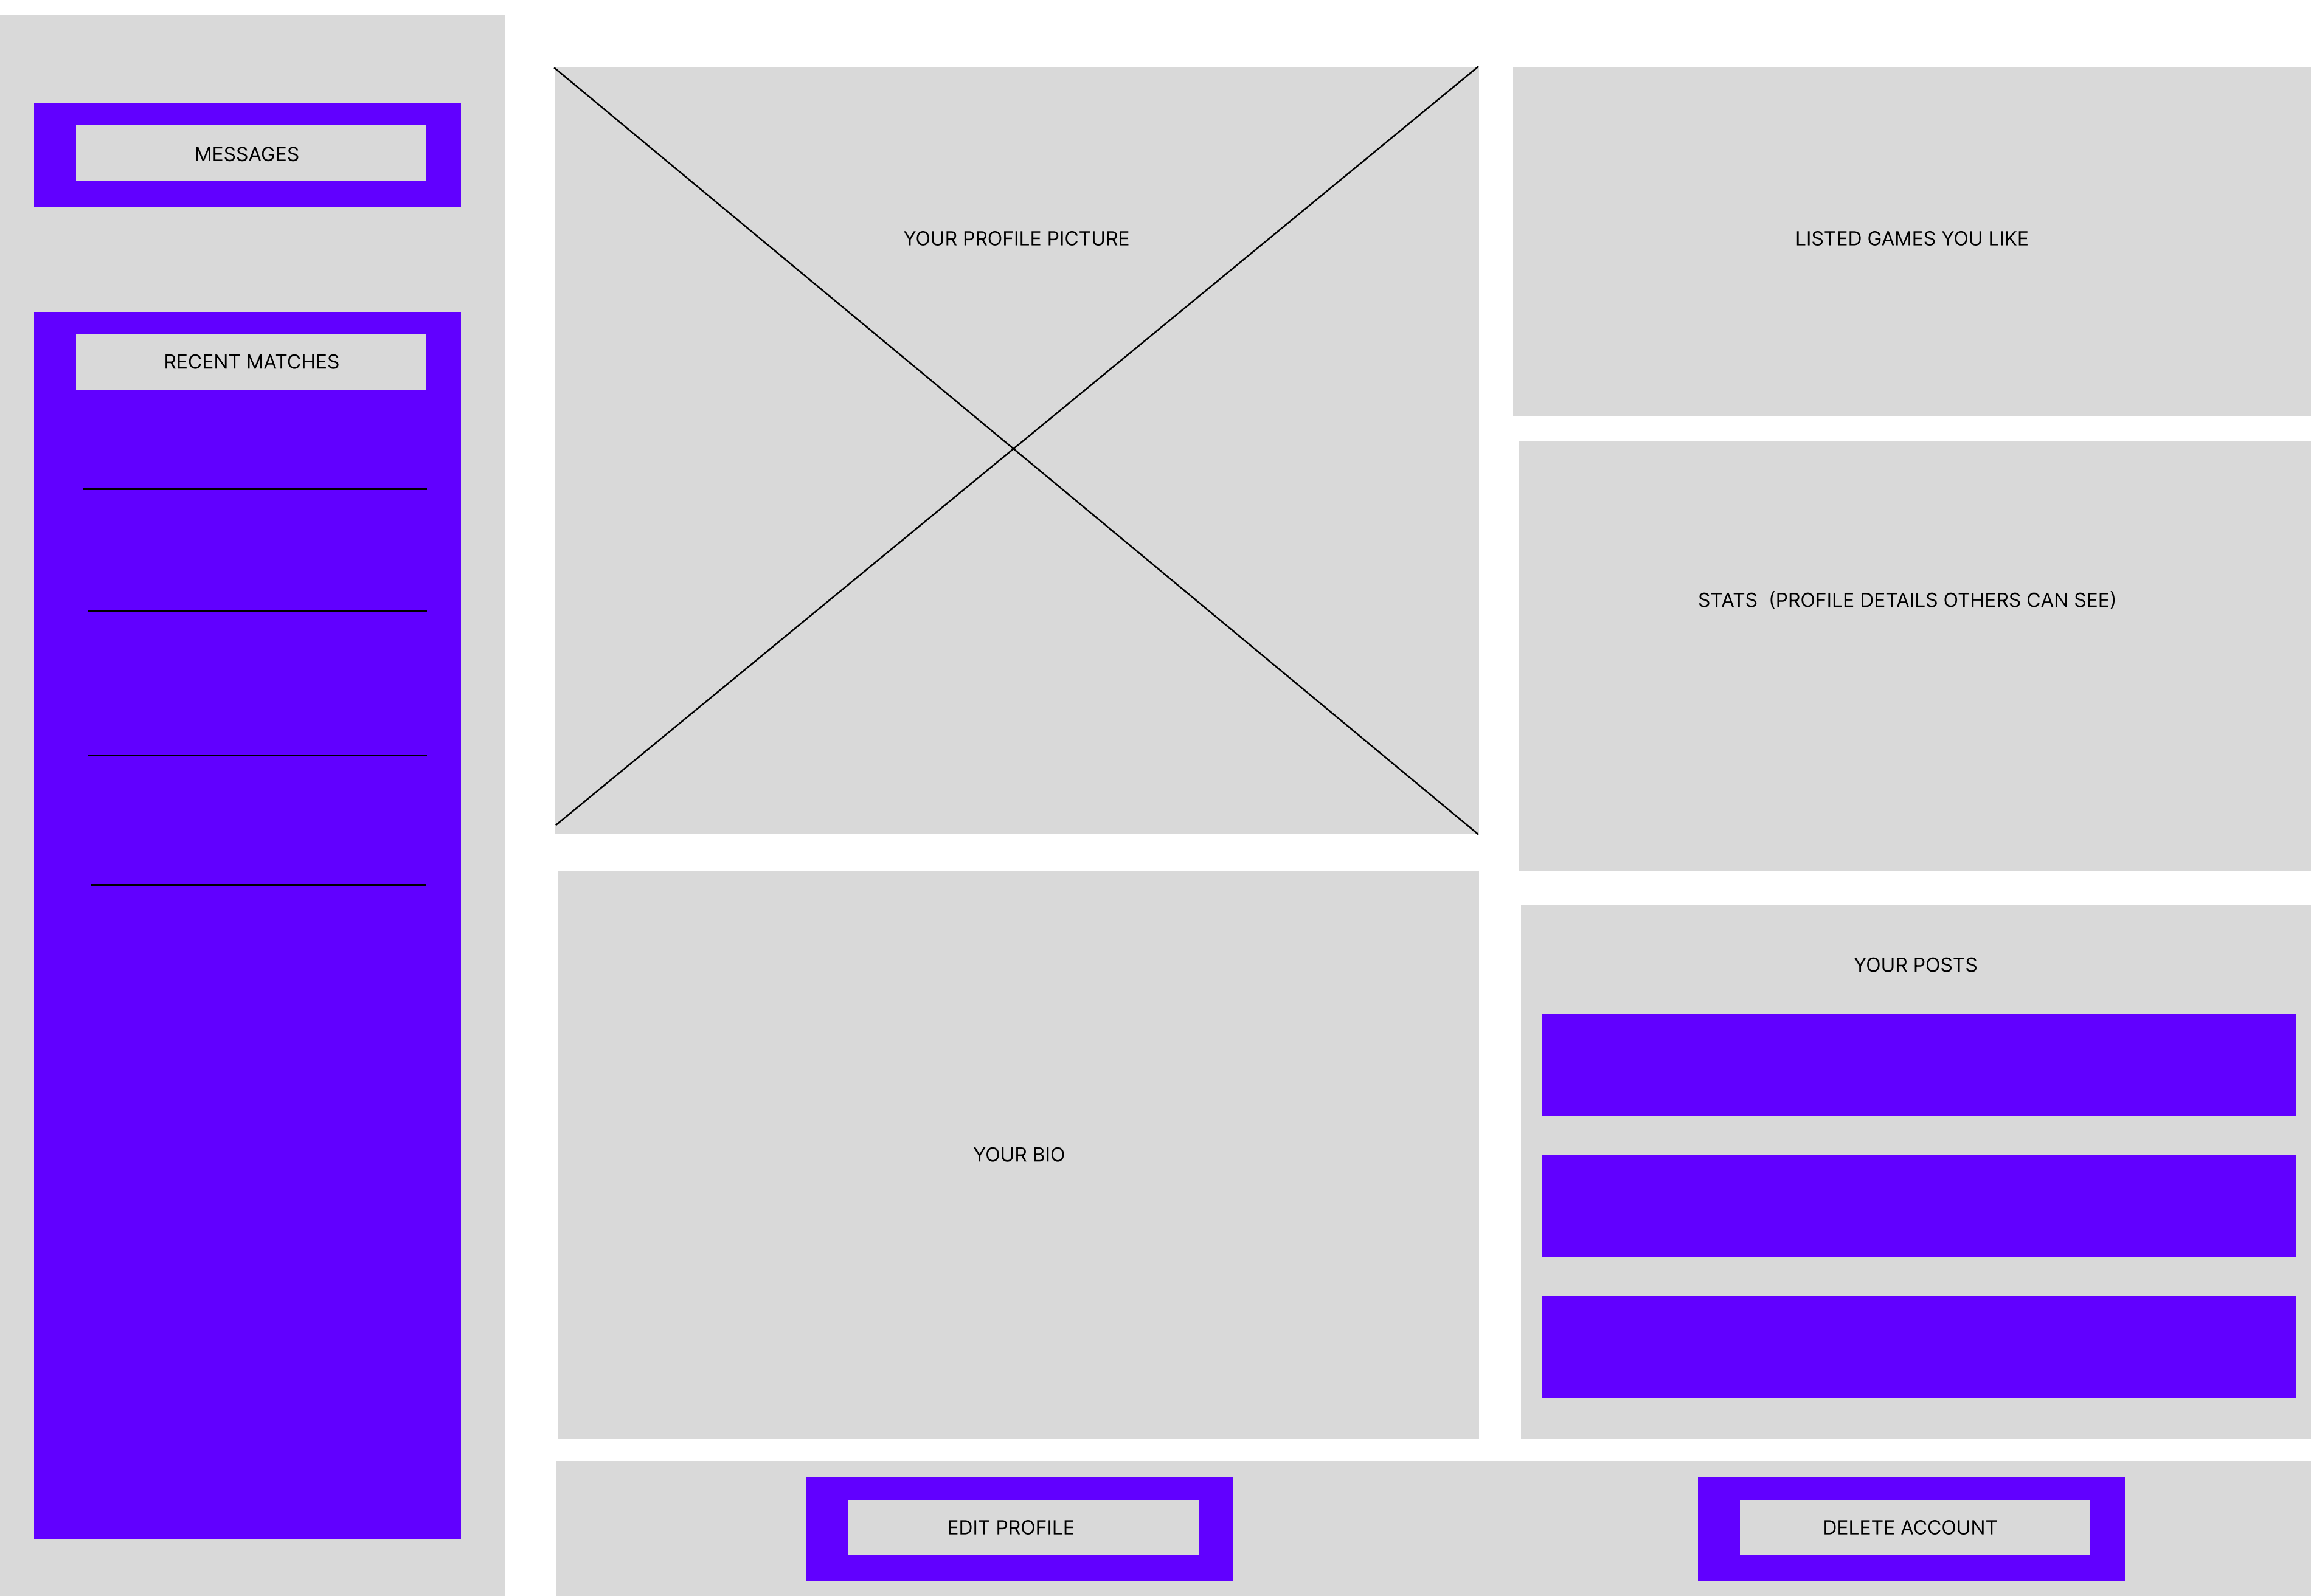 MESSAGES
RECENT MATCHES
YOUR PROFILE PICTURE
LISTED GAMES YOU LIKE
STATS  (PROFILE DETAILS OTHERS CAN SEE)
YOUR BIO
YOUR POSTS
EDIT PROFILE
DELETE ACCOUNT